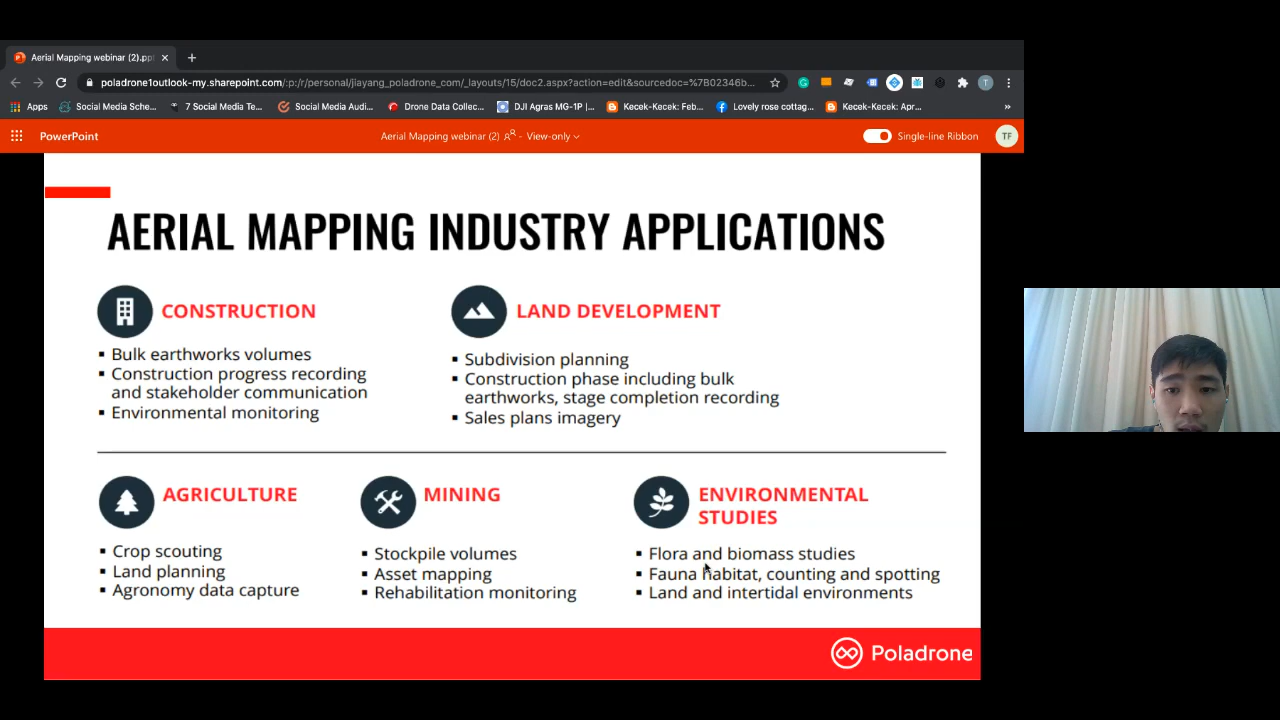 Aerial Mapping webinar (2).ppt
poladrone1outlook-my.sharepoint.com/:p:/r/personal/jiayang_poladrone_com/_layouts/15/doc2.aspx?action=edit&sourcedoc=%7B02346b...
Apps Social Media Sche... 7 Social Media Te... Social Media Audi... Drone Data Collec... DJI Agras MG-1P |... Kecek-Kecek: Feb... Lovely rose cottag... Kecek-Kecek: Apr... »
PowerPoint Aerial Mapping webinar (2) - View-only Single-line Ribbon TF
AERIAL MAPPING INDUSTRY APPLICATIONS
CONSTRUCTION
▪ Bulk earthworks volumes
▪ Construction progress recording
and stakeholder communication
▪ Environmental monitoring
LAND DEVELOPMENT
▪ Subdivision planning
▪ Construction phase including bulk
earthworks, stage completion recording
▪ Sales plans imagery
AGRICULTURE
▪ Crop scouting
▪ Land planning
▪ Agronomy data capture
MINING
▪ Stockpile volumes
▪ Asset mapping
▪ Rehabilitation monitoring
ENVIRONMENTAL
STUDIES
▪ Flora and biomass studies
▪ Fauna habitat, counting and spotting
▪ Land and intertidal environments
Poladrone